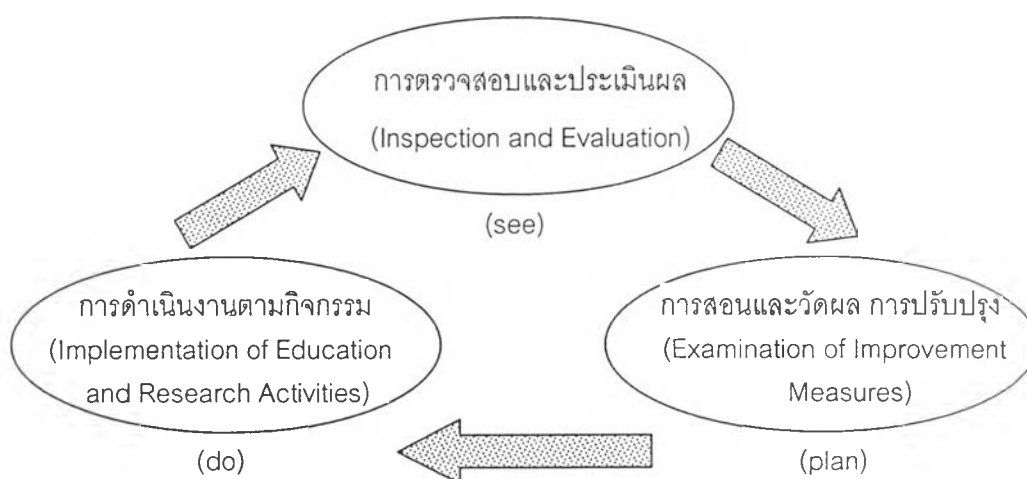 การตรวจสอบและประเมินผล
(Inspection and Evaluation)
(see)
การดำเนินงานตามกิจกรรม
(Implementation of Education
and Research Activities)
(do)
การสอนและวัดผล การปรับปรุง
(Examination of Improvement
Measures)
(plan)